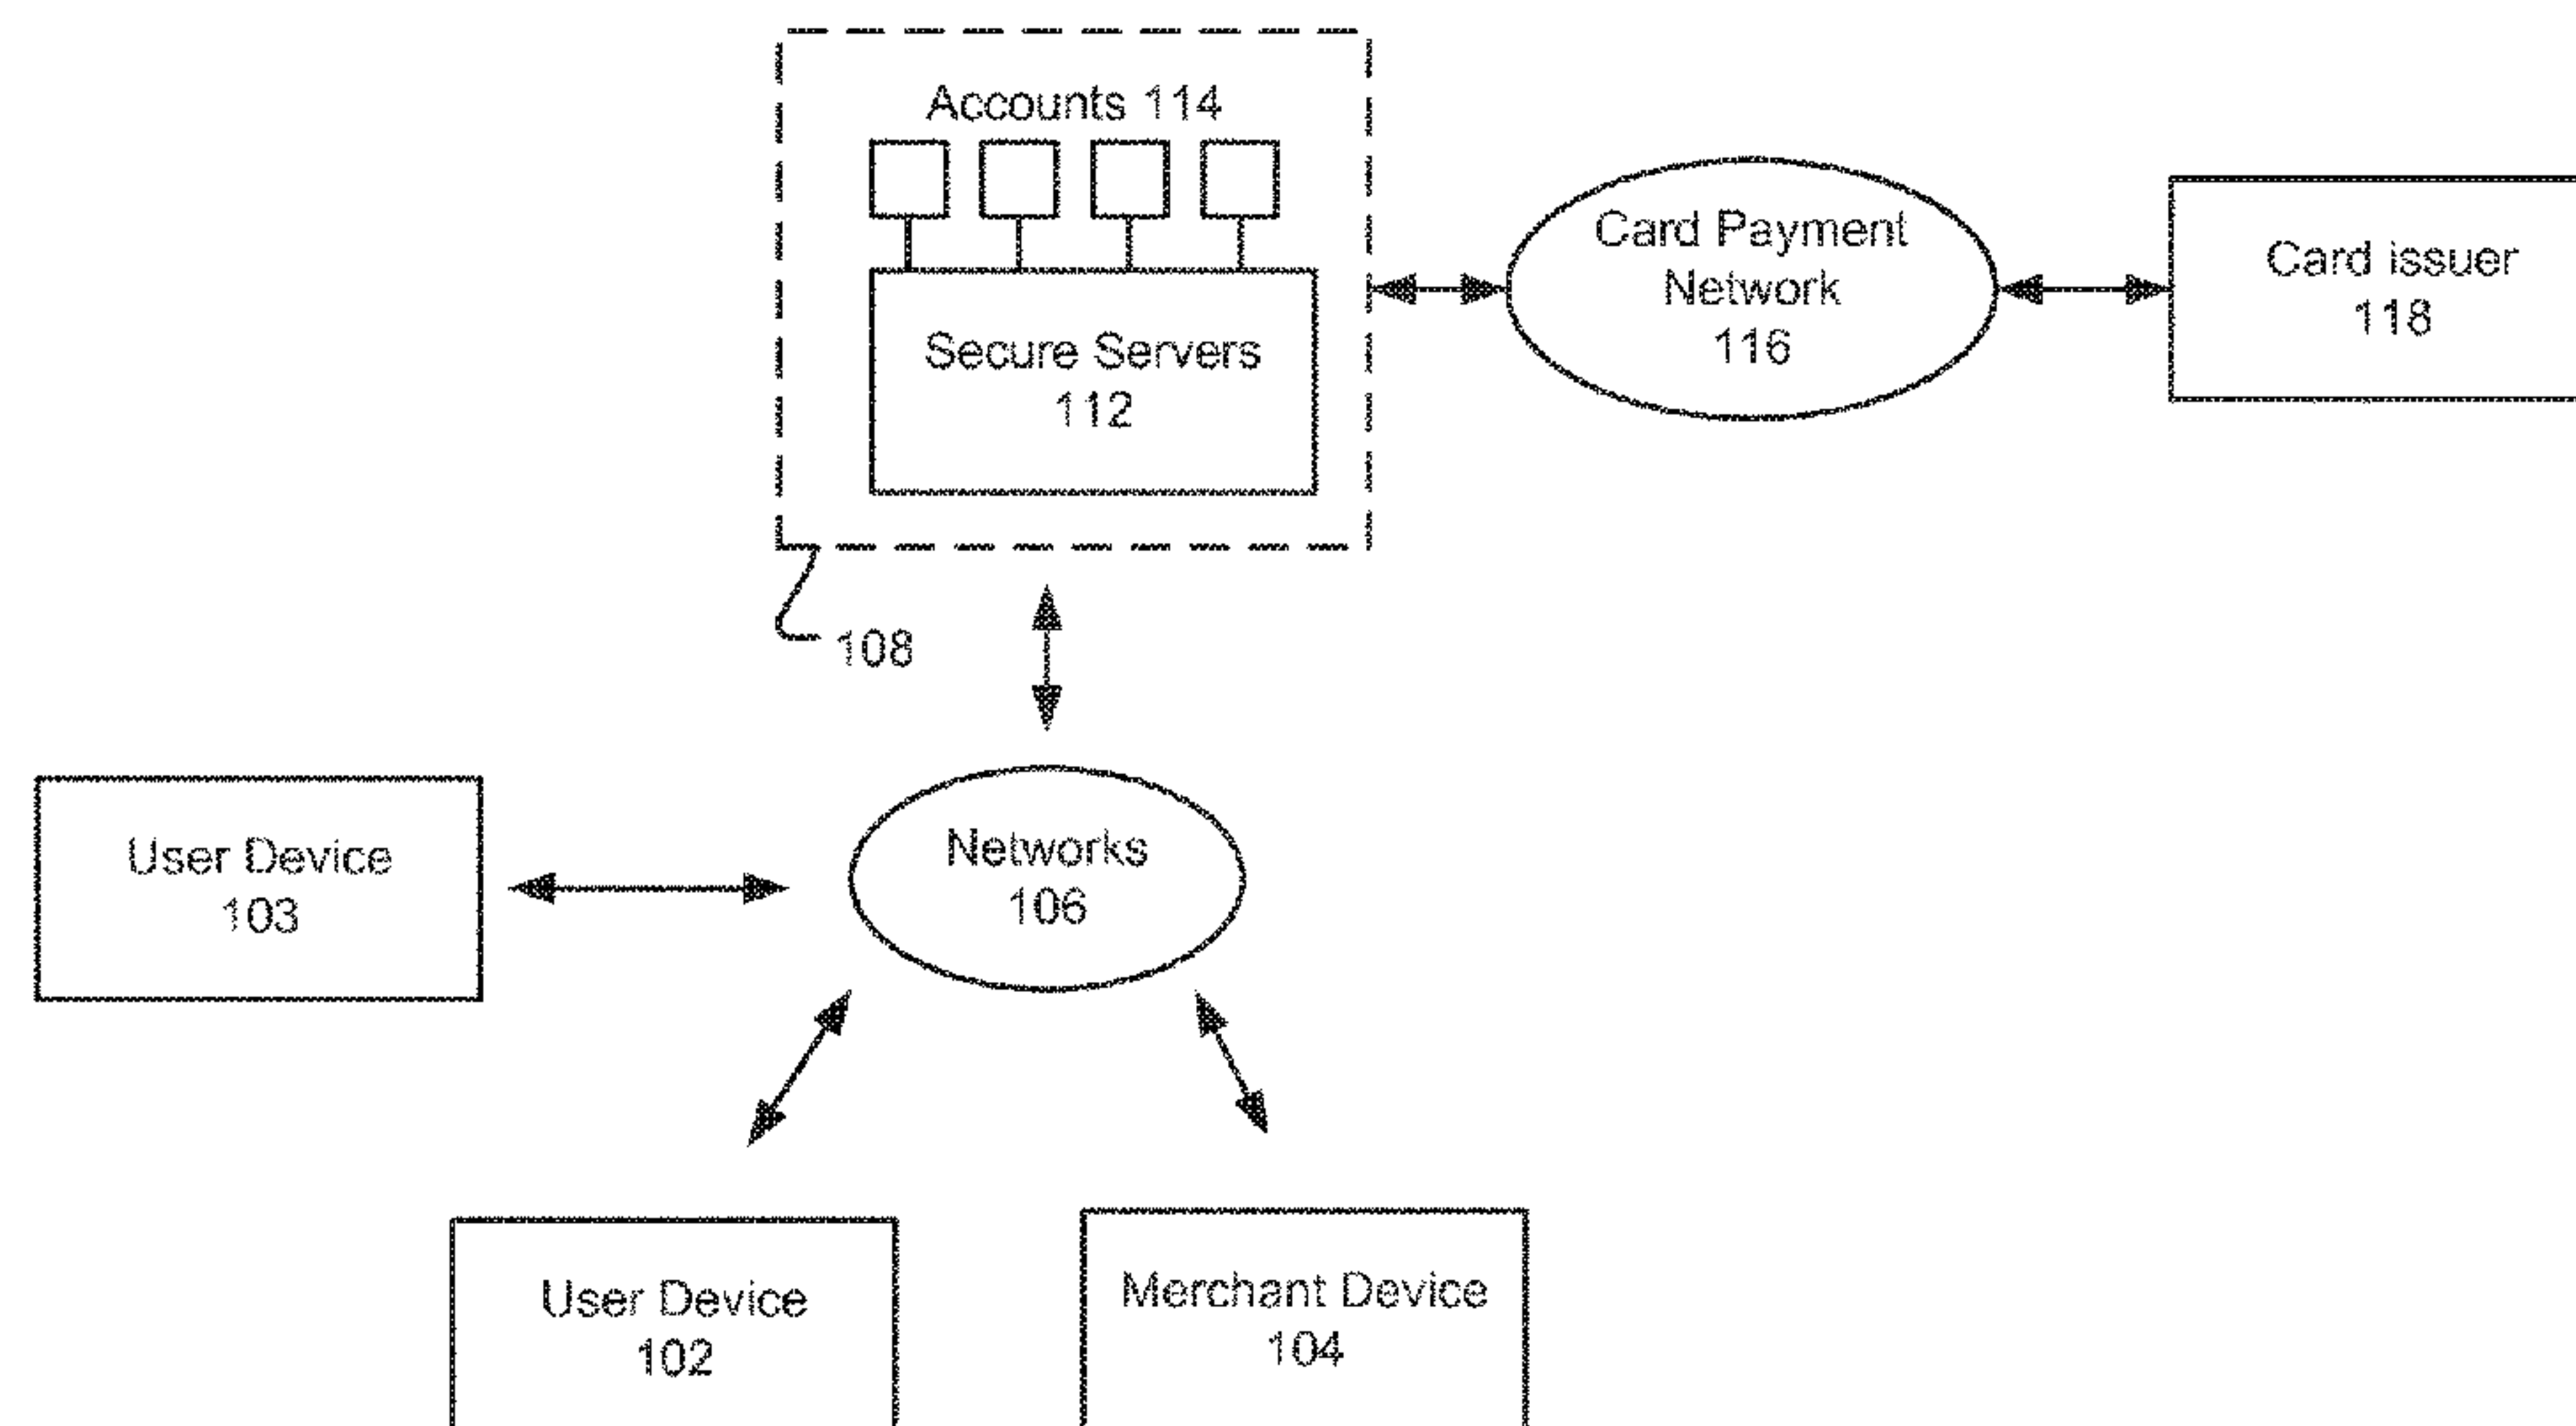 Accounts 114
Secure Servers
112
Card Payment
Network
116
Card issuer
118
108
User Device
103
Networks
106
User Device
102
Merchant Device
104